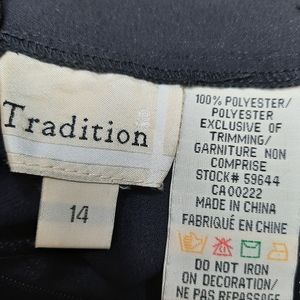 Tradition
14
100% POLYESTER/
POLYESTER
EXCLUSIVE OF
TRIMMING/
GARNITURE NON
COMPRISE
STOCK# 59644
CA00222
MADE IN CHINA
FABRIQUÉ EN CHINE
DO NOT IRON
ON DECORATION/
NE PAS REPASSAGE